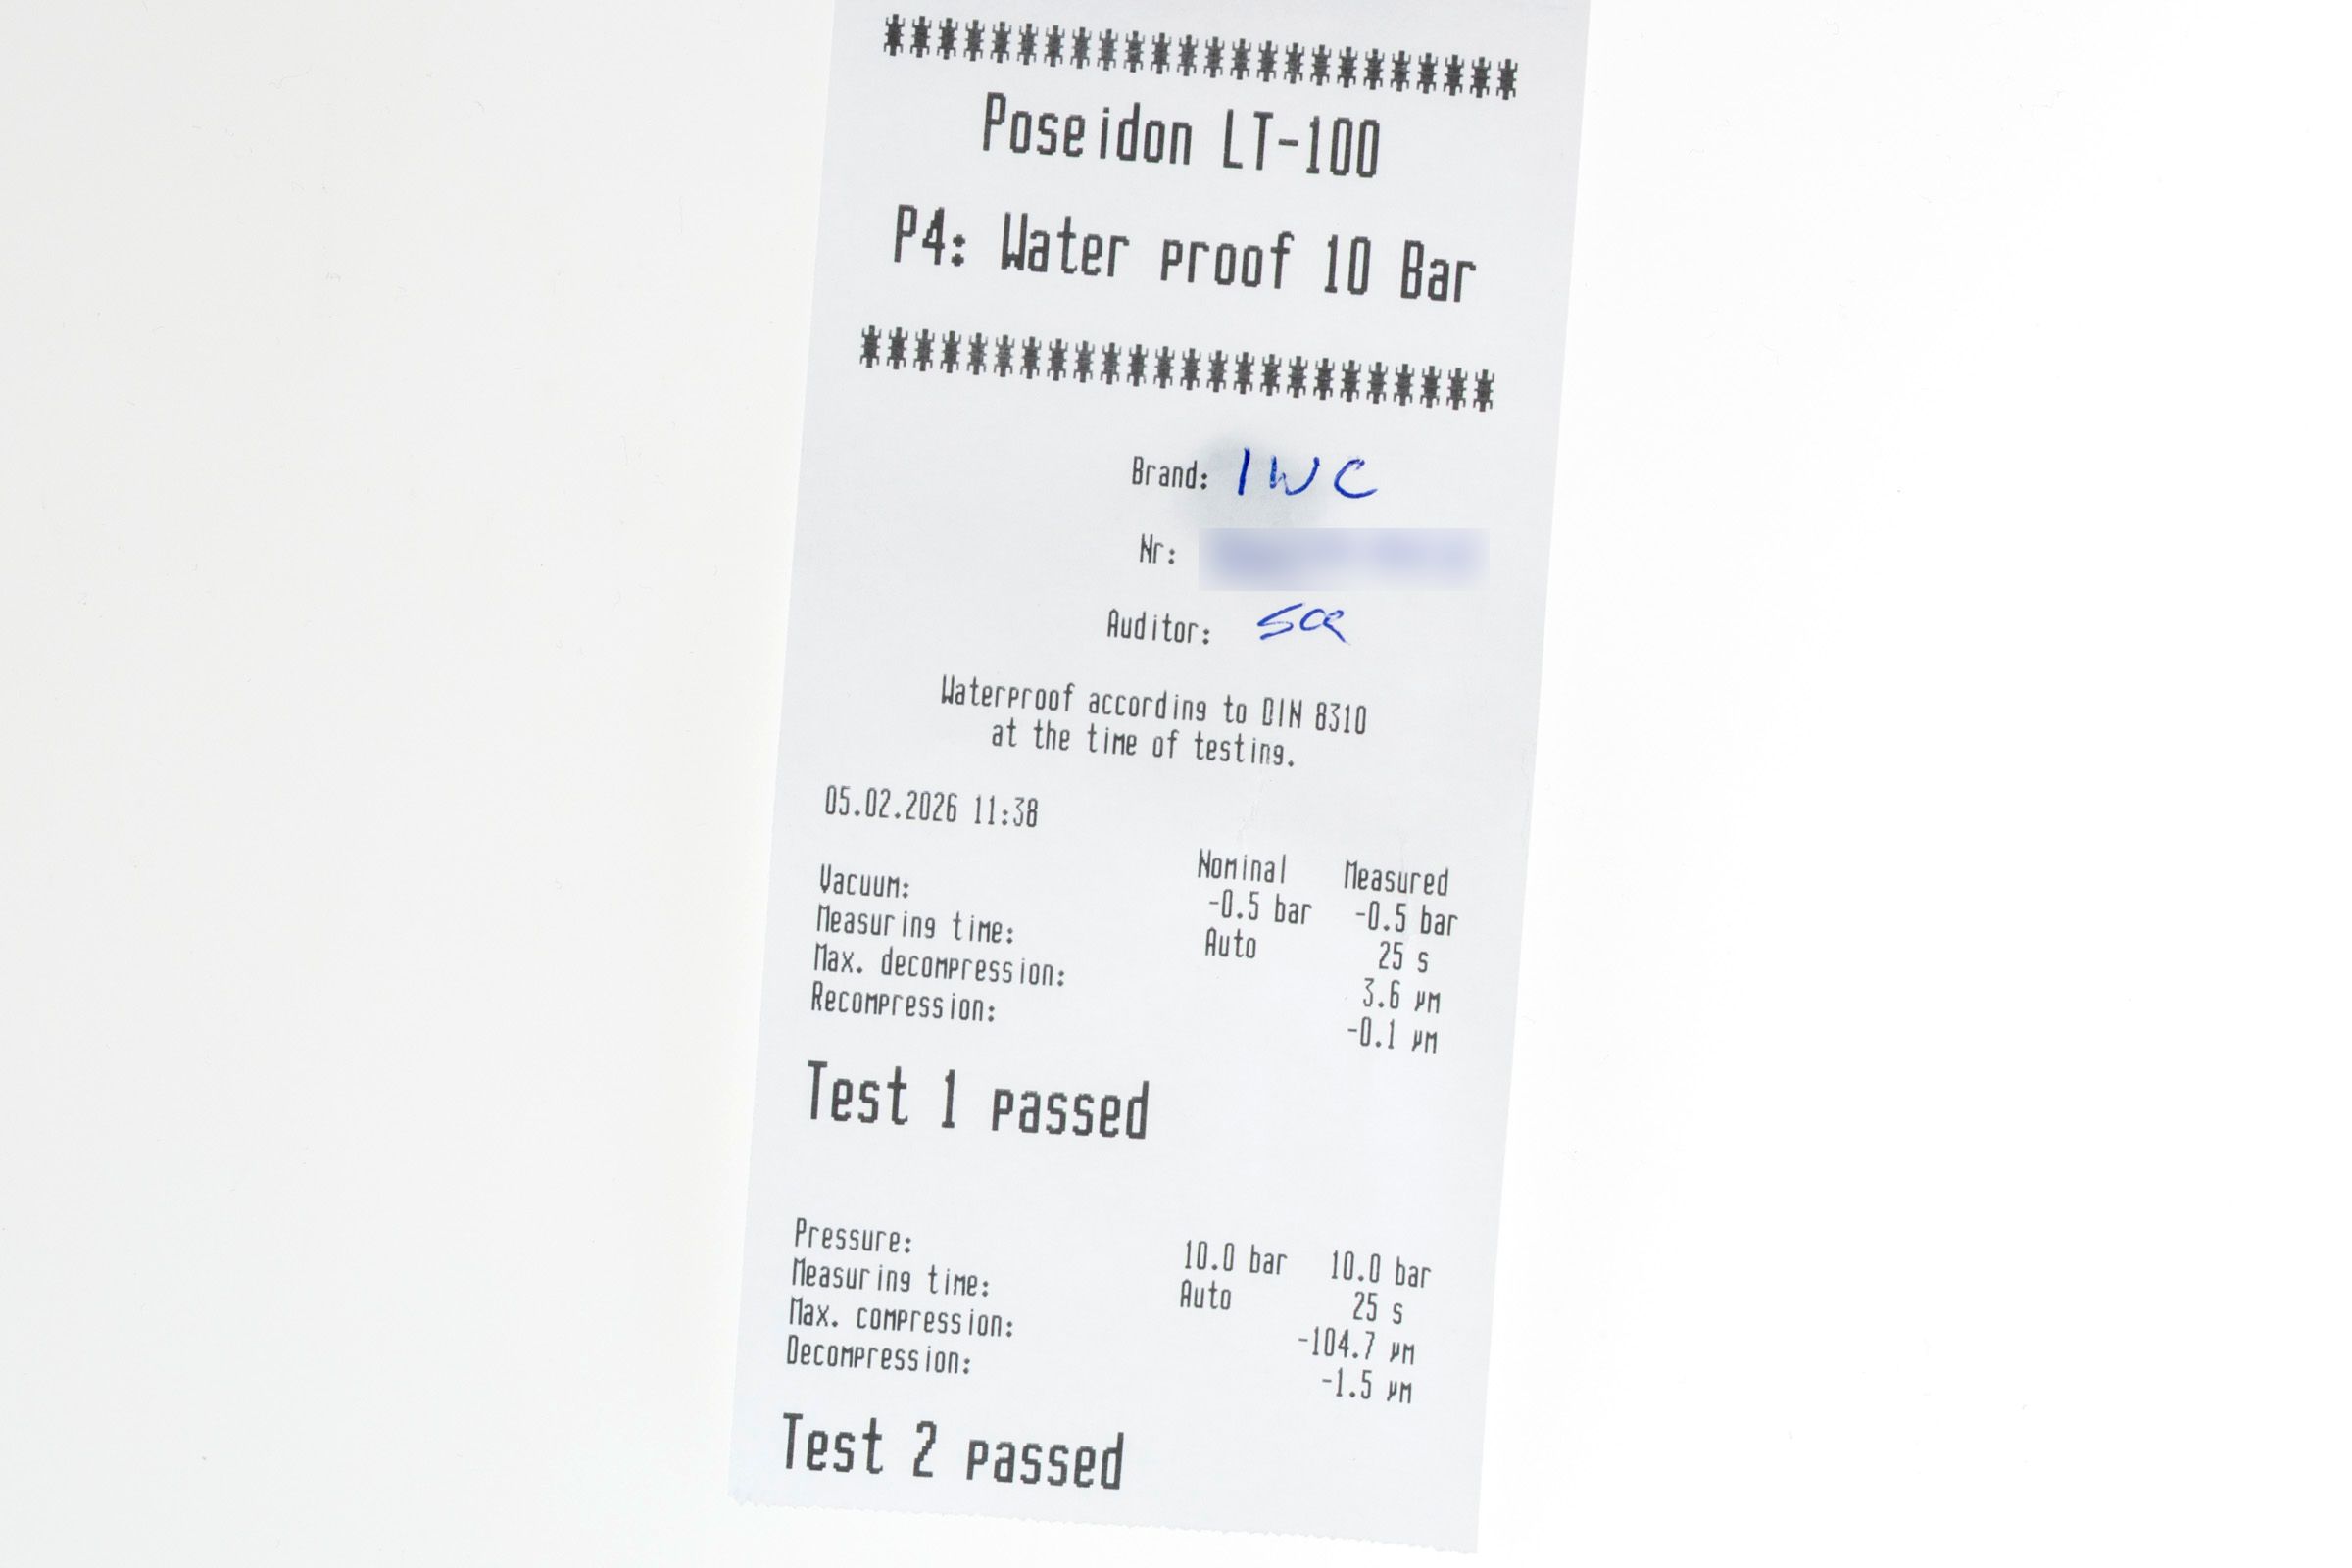 ************************
Poseidon LT-100
P4: Water proof 10 Bar
************************
Brand: IWC
Nr:
Auditor:
Waterproof according to DIN 8310
at the time of testing.
05.02.2026 11:38
Nominal Measured
Vacuum: -0.5 bar -0.5 bar
Measuring time: Auto 25 s
Max. decompression: 3.6 µm
Recompression: -0.1 µm
Test 1 passed
Pressure: 10.0 bar 10.0 bar
Measuring time: Auto 25 s
Max. compression: -104.7 µm
Decompression: -1.5 µm
Test 2 passed